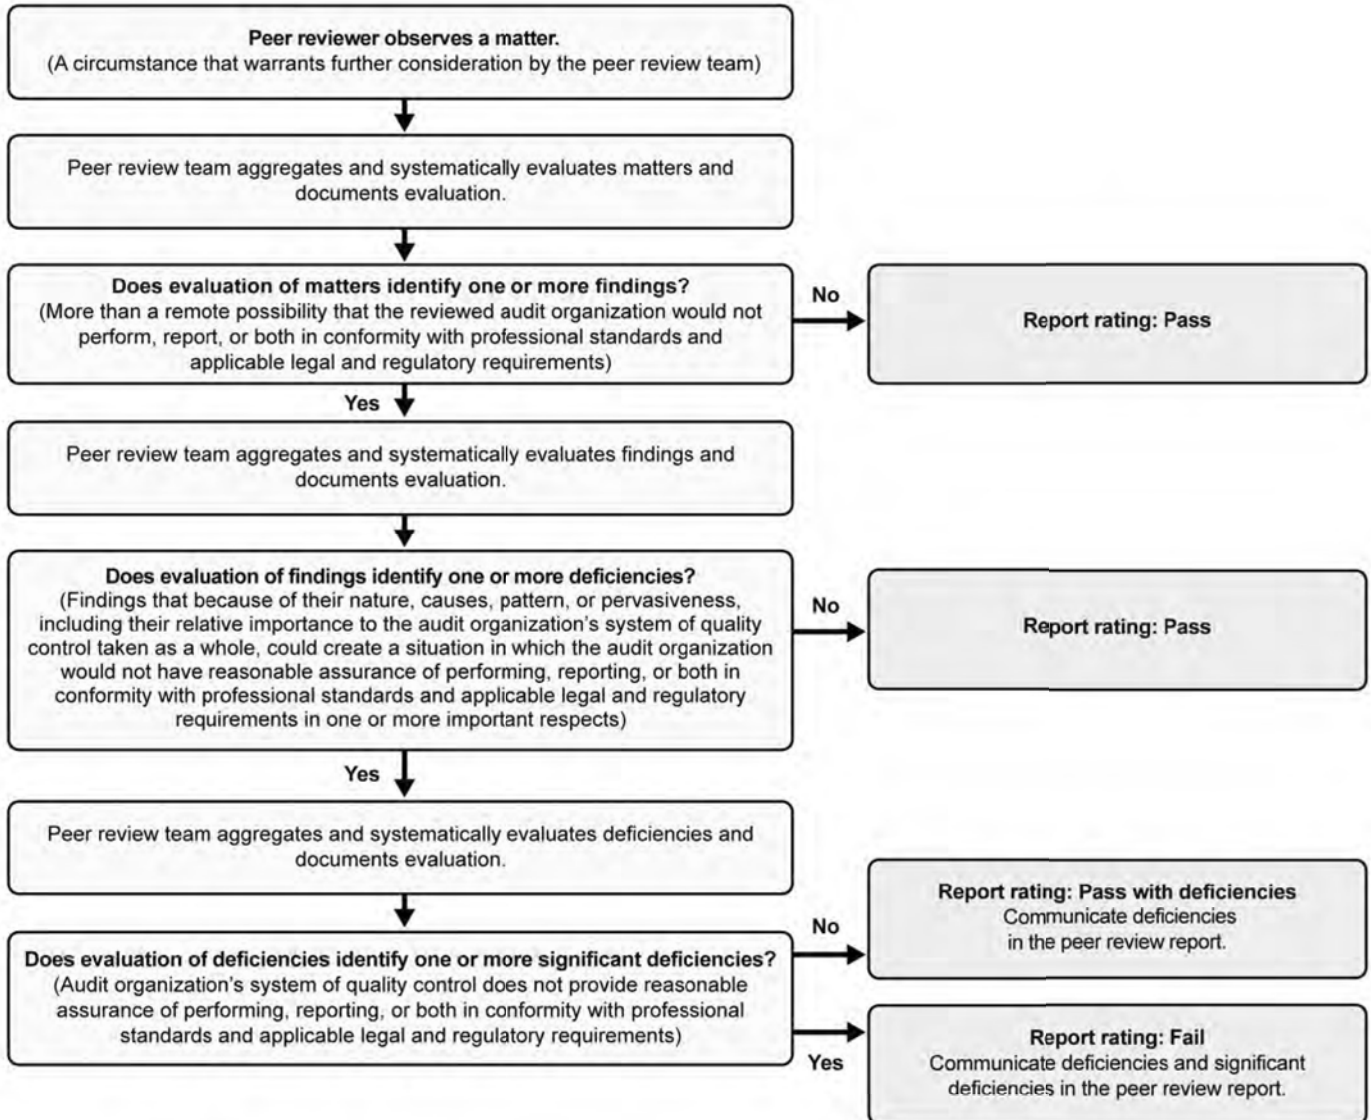 Peer reviewer observes a matter.
(A circumstance that warrants further consideration by the peer review team)
Peer review team aggregates and systematically evaluates matters and
documents evaluation.
Does evaluation of matters identify one or more findings?
(More than a remote possibility that the reviewed audit organization would not
perform, report, or both in conformity with professional standards and
applicable legal and regulatory requirements)
No
Report rating: Pass
Yes
Peer review team aggregates and systematically evaluates findings and
documents evaluation.
Does evaluation of findings identify one or more deficiencies?
(Findings that because of their nature, causes, pattern, or pervasiveness,
including their relative importance to the audit organization's system of quality
control taken as a whole, could create a situation in which the audit organization
would not have reasonable assurance of performing, reporting, or both in
conformity with professional standards and applicable legal and regulatory
requirements in one or more important respects)
No
Report rating: Pass
Yes
Peer review team aggregates and systematically evaluates deficiencies and
documents evaluation.
Does evaluation of deficiencies identify one or more significant deficiencies?
(Audit organization's system of quality control does not provide reasonable
assurance of performing, reporting, or both in conformity with professional
standards and applicable legal and regulatory requirements)
No
Report rating: Pass with deficiencies
Communicate deficiencies
in the peer review report.
Yes
Report rating: Fail
Communicate deficiencies and significant
deficiencies in the peer review report.